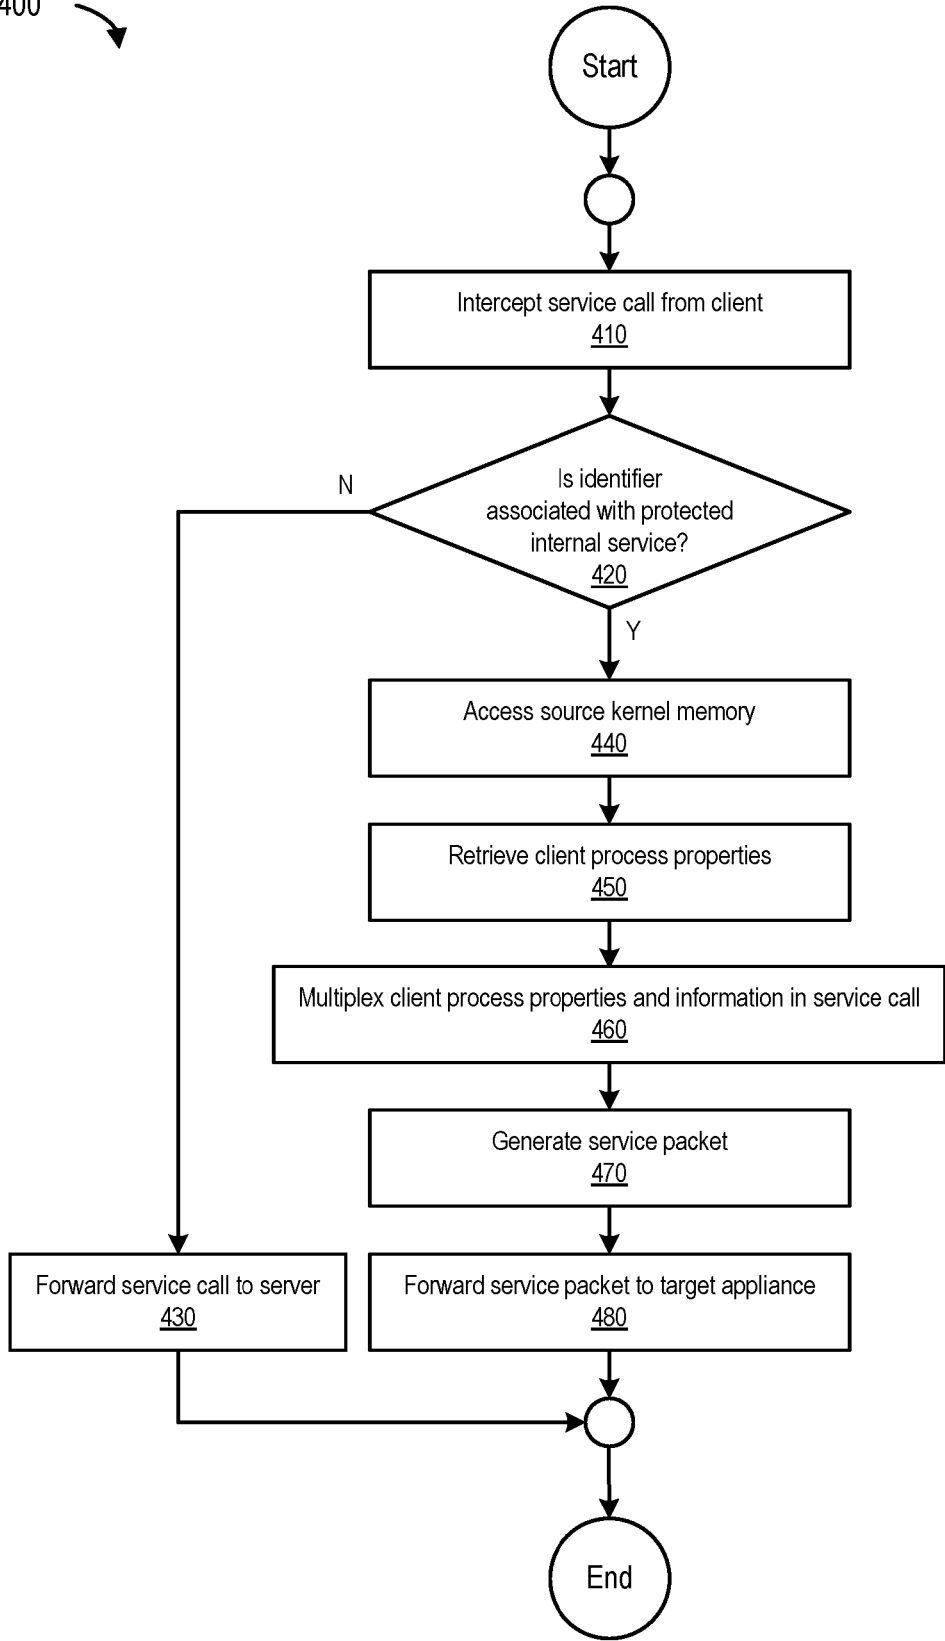 400
Start
Intercept service call from client
410
Is identifier
associated with protected
internal service?
420
N
Y
Access source kernel memory
440
Retrieve client process properties
450
Multiplex client process properties and information in service call
460
Generate service packet
470
Forward service call to server
430
Forward service packet to target appliance
480
End